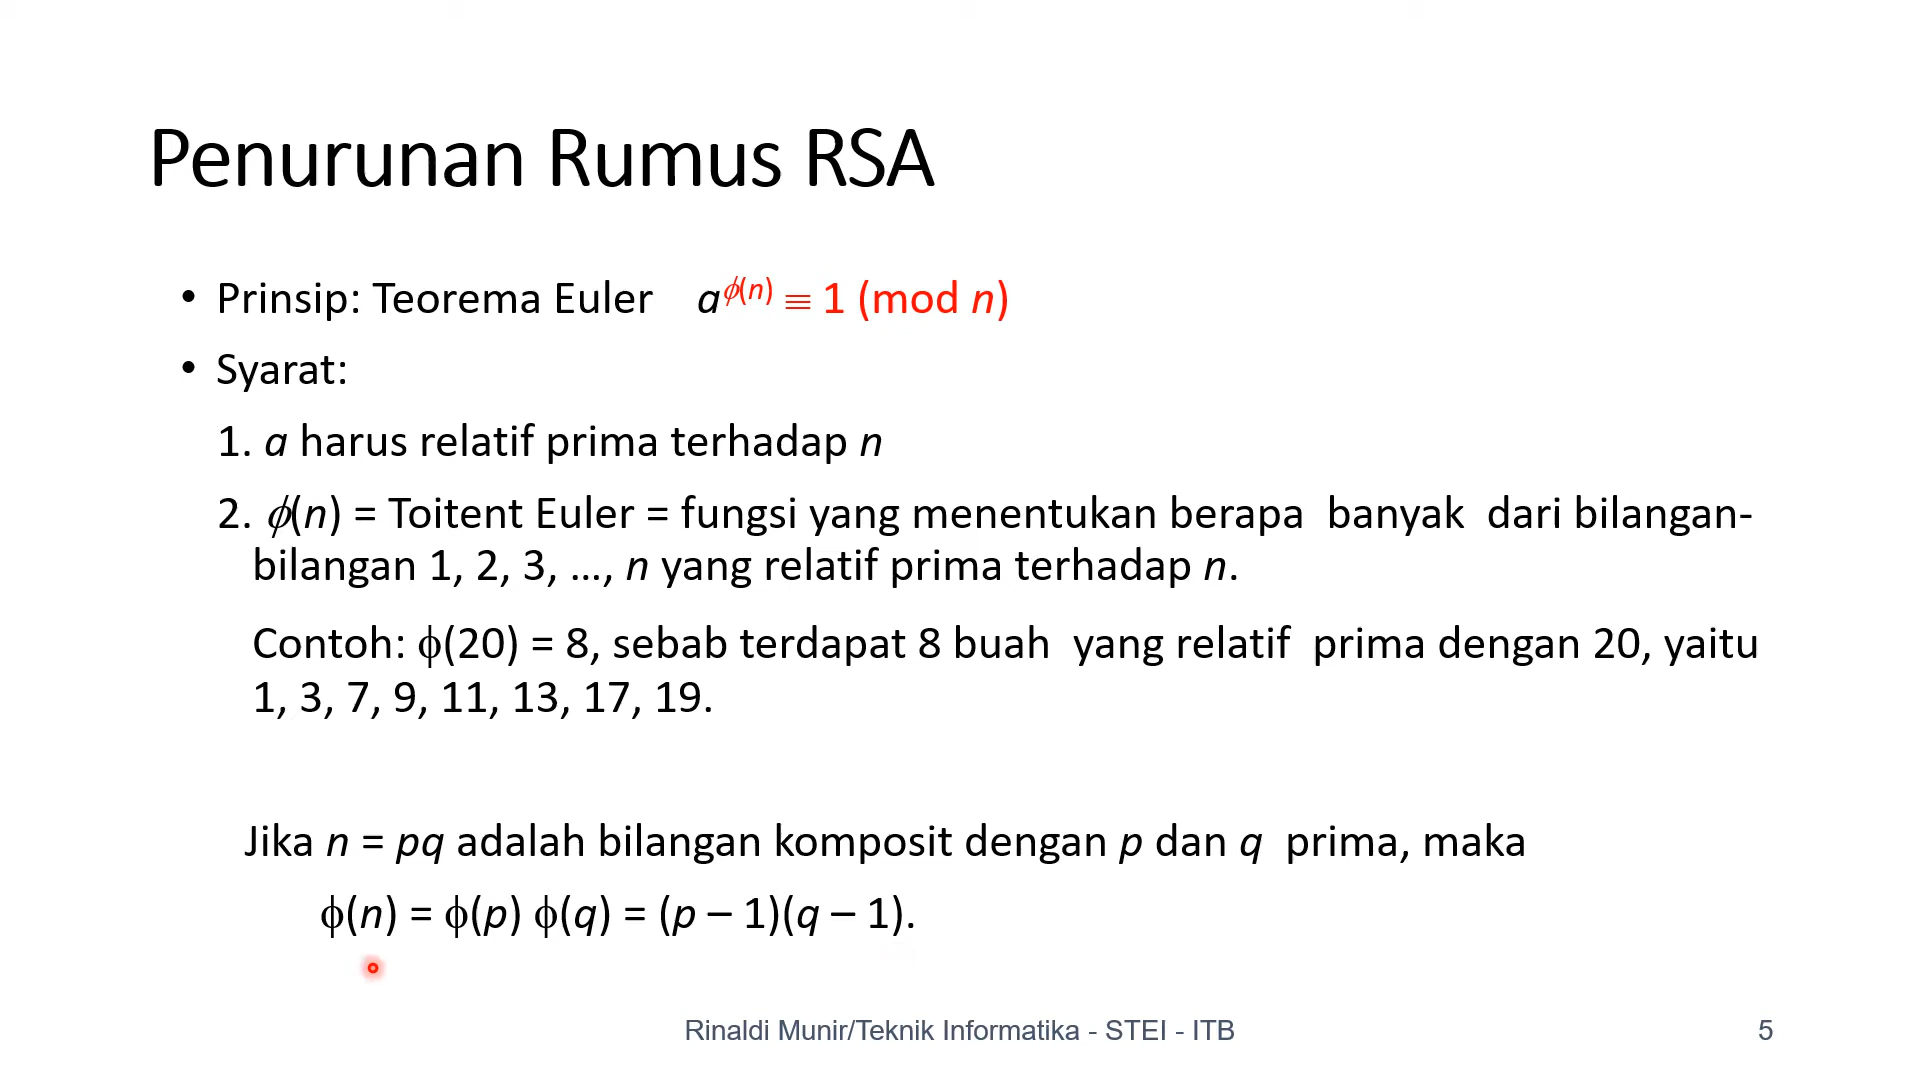 Penurunan Rumus RSA
• Prinsip: Teorema Euler a^ϕ(n) ≡ 1 (mod n)
• Syarat:
1. a harus relatif prima terhadap n
2. ϕ(n) = Toitent Euler = fungsi yang menentukan berapa banyak dari bilangan-
bilangan 1, 2, 3, …, n yang relatif prima terhadap n.
Contoh: ϕ(20) = 8, sebab terdapat 8 buah yang relatif prima dengan 20, yaitu
1, 3, 7, 9, 11, 13, 17, 19.
Jika n = pq adalah bilangan komposit dengan p dan q prima, maka
ϕ(n) = ϕ(p) ϕ(q) = (p – 1)(q – 1).
Rinaldi Munir/Teknik Informatika - STEI - ITB
5